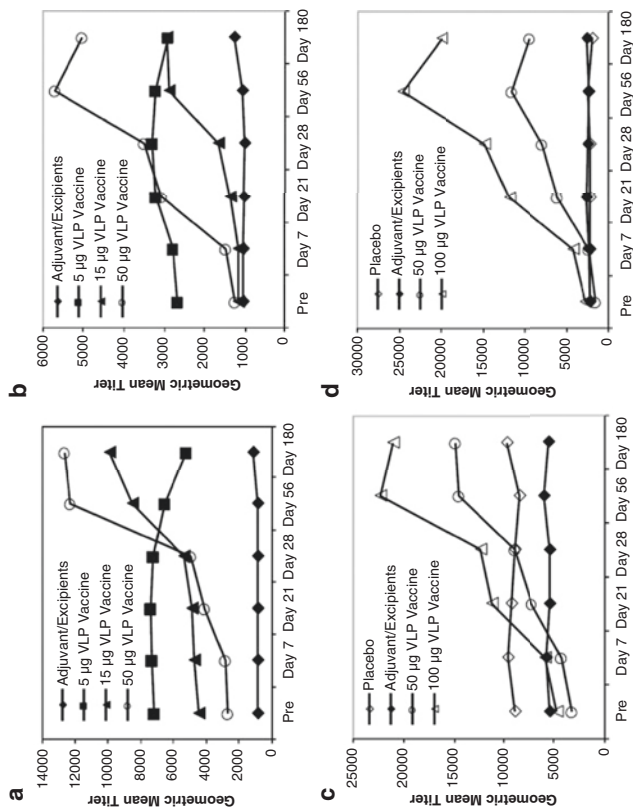 a
14000
12000
10000
8000
6000
4000
2000
0
Geometric Mean Titer
Adjuvant/Excipients
5 µg VLP Vaccine
15 µg VLP Vaccine
50 µg VLP Vaccine
Pre Day 7 Day 21 Day 28 Day 56 Day 180
b
6000
5000
4000
3000
2000
1000
0
Geometric Mean Titer
Adjuvant/Excipients
5 µg VLP Vaccine
15 µg VLP Vaccine
50 µg VLP Vaccine
Pre Day 7 Day 21 Day 28 Day 56 Day 180
c
25000
20000
15000
10000
5000
0
Geometric Mean Titer
Placebo
Adjuvant/Excipients
50 µg VLP Vaccine
100 µg VLP Vaccine
Pre Day 7 Day 21 Day 28 Day 56 Day 180
d
30000
25000
20000
15000
10000
5000
0
Geometric Mean Titer
Placebo
Adjuvant/Excipients
50 µg VLP Vaccine
100 µg VLP Vaccine
Pre Day 7 Day 21 Day 28 Day 56 Day 180